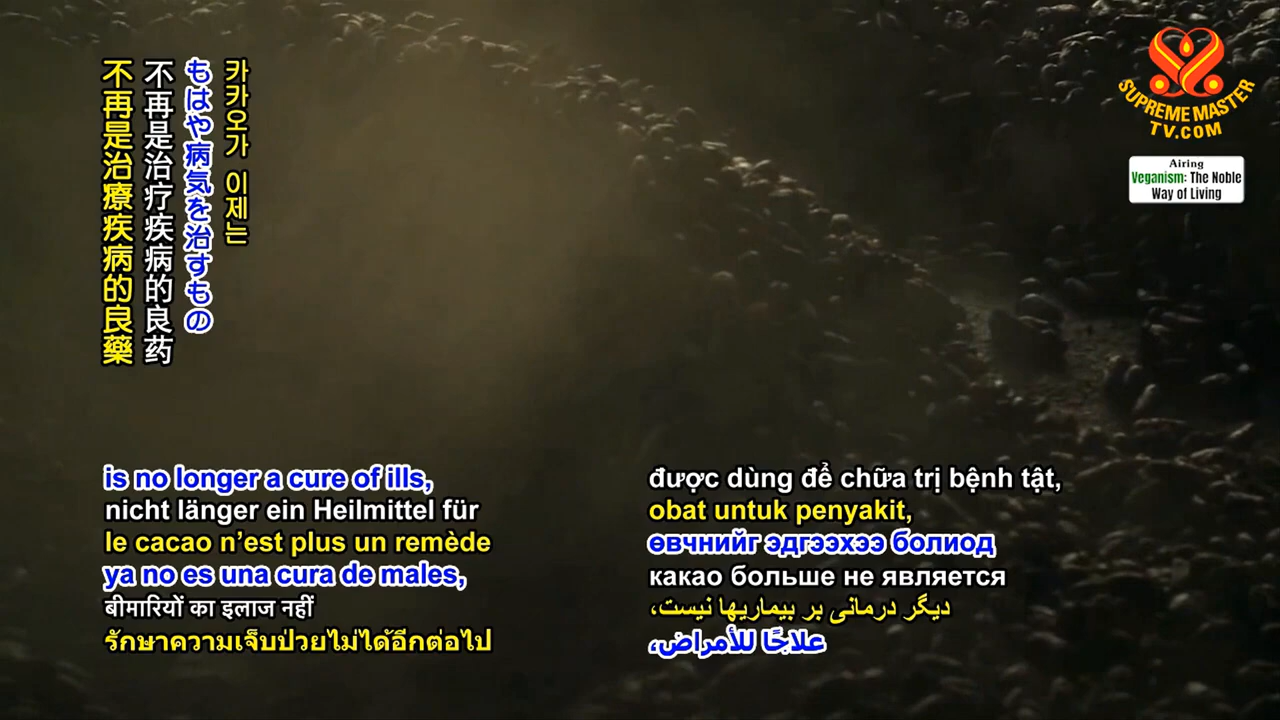 카카오가 이제는
もはや病気を治すもの
不再是治疗疾病的良药
不再是治療疾病的良藥
SUPREME MASTER
TV.COM
Airing
Veganism: The Noble
Way of Living
is no longer a cure of ills,
nicht länger ein Heilmittel für
le cacao n’est plus un remède
ya no es una cura de males,
बीमारियों का इलाज नहीं
รักษาความเจ็บป่วยไม่ได้อีกต่อไป
được dùng để chữa trị bệnh tật,
obat untuk penyakit,
өвчнийг эдгээхээ болиод
какао больше не является
دیگر درمانی بر بیماریها نیست،
علاجًا للأمراض،